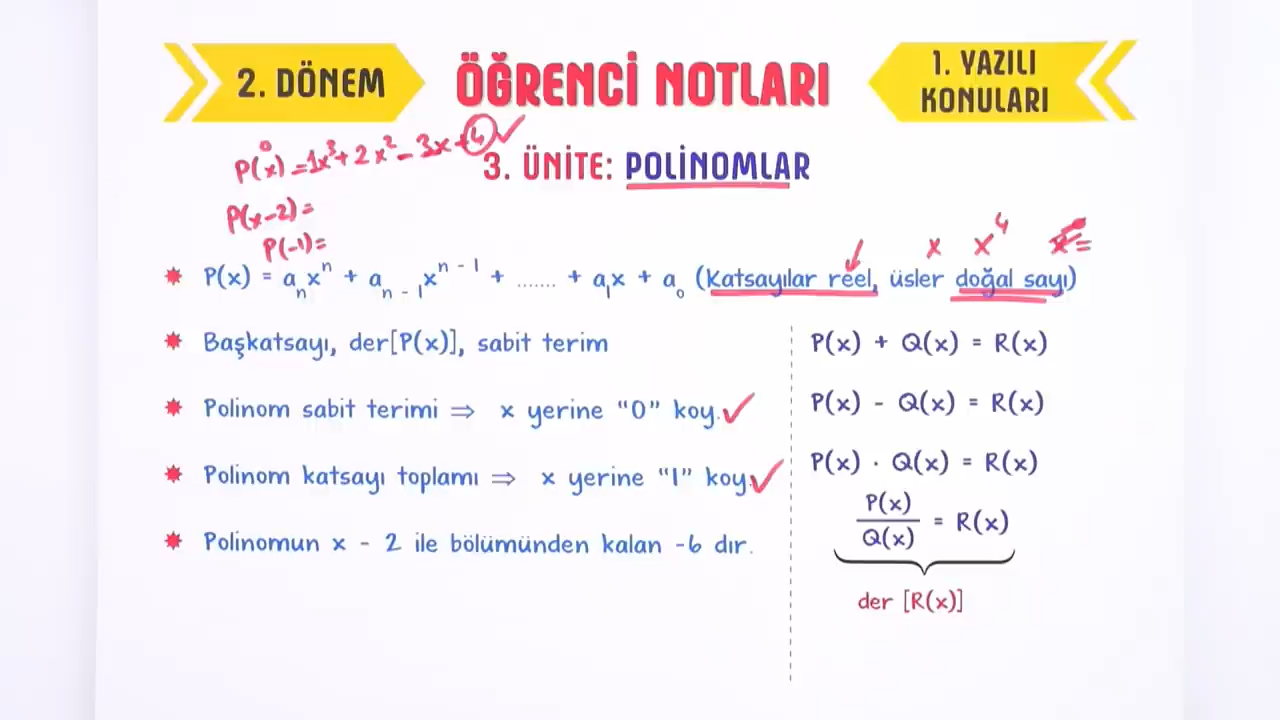 2. DÖNEM
ÖĞRENCİ NOTLARI
1. YAZILI
KONULARI
P(x) = 1x³ + 2x² - 3x + 4
0
3. ÜNİTE: POLİNOMLAR
P(x-2) =
P(-1) =
x x⁴
P(x) = aₙxⁿ + aₙ₋₁xⁿ⁻¹ + ....... + a₁x + a₀ (Katsayılar reel, üsler doğal sayı)
Başkatsayı, der[P(x)], sabit terim
Polinom sabit terimi ⇒ x yerine “0” koy.
Polinom katsayı toplamı ⇒ x yerine “1” koy.
Polinomun x - 2 ile bölümünden kalan -6 dır.
P(x) + Q(x) = R(x)
P(x) - Q(x) = R(x)
P(x) . Q(x) = R(x)
P(x)
Q(x)
= R(x)
der [R(x)]